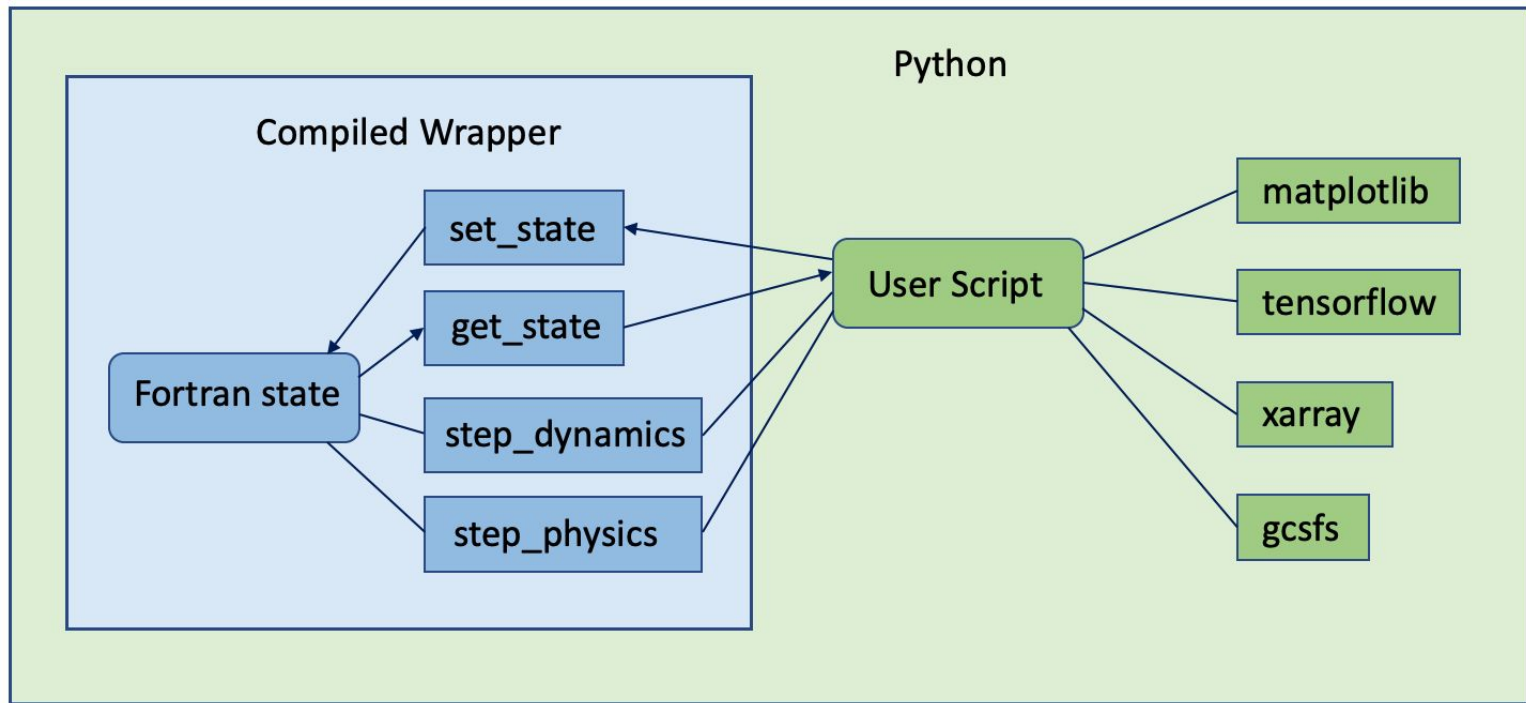 Python
Compiled Wrapper
set_state
get_state
Fortran state
step_dynamics
step_physics
User Script
matplotlib
tensorflow
xarray
gcsfs